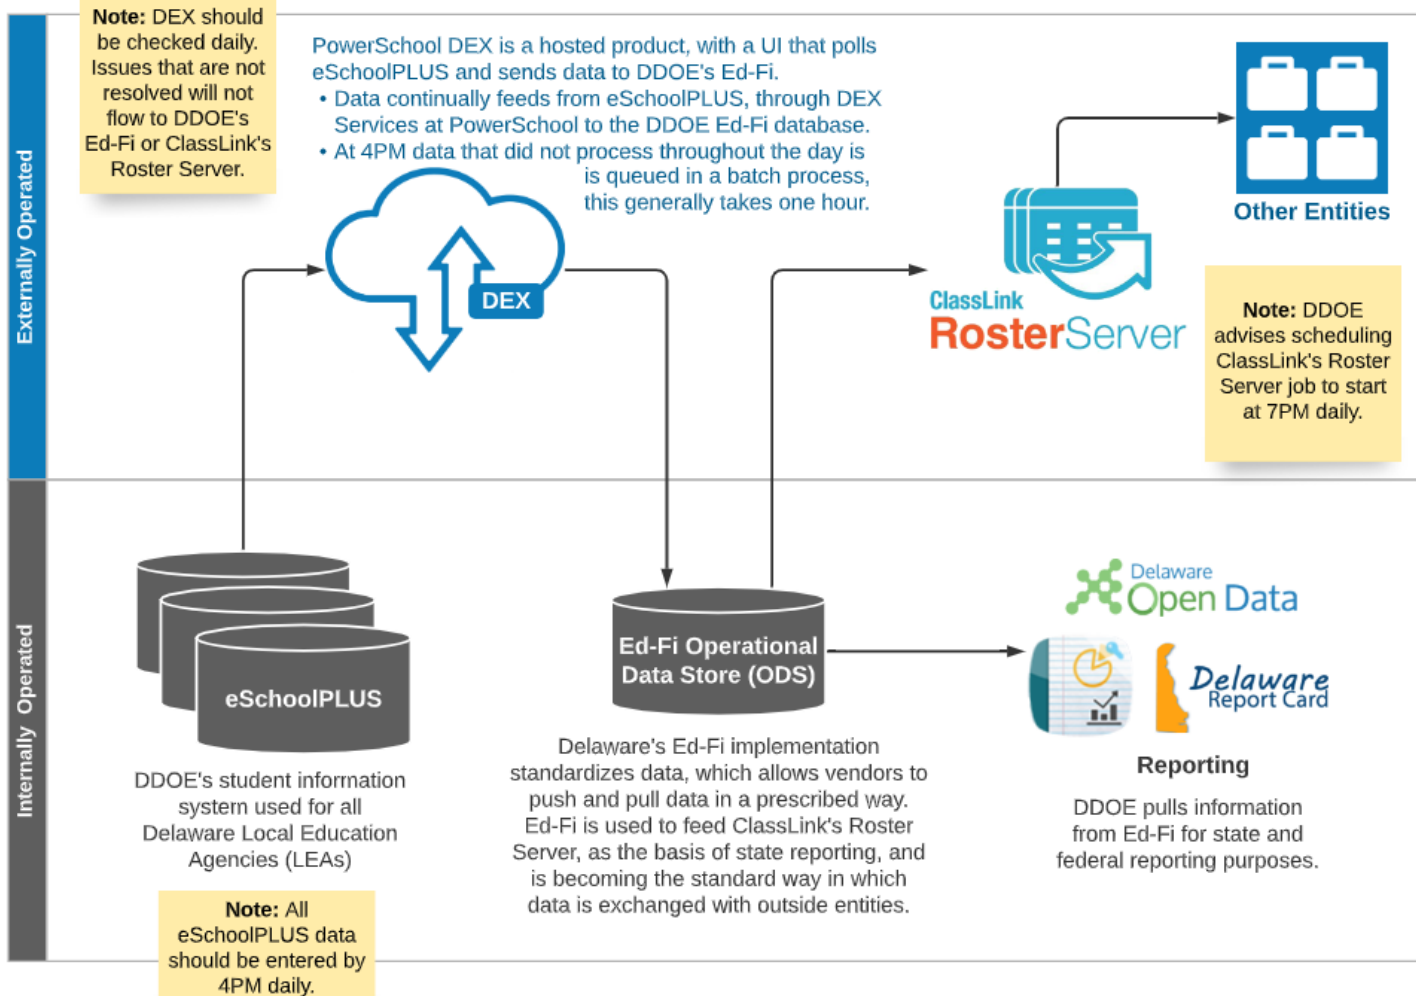 Note: DEX should
be checked daily.
Issues that are not
resolved will not
flow to DDOE's
Ed-Fi or ClassLink's
Roster Server.
PowerSchool DEX is a hosted product, with a UI that polls
eSchoolPLUS and sends data to DDOE's Ed-Fi.
• Data continually feeds from eSchoolPLUS, through DEX
Services at PowerSchool to the DDOE Ed-Fi database.
• At 4PM data that did not process throughout the day is
is queued in a batch process,
this generally takes one hour.
Externally Operated
DEX
ClassLink
RosterServer
Other Entities
Note: DDOE
advises scheduling
ClassLink's Roster
Server job to start
at 7PM daily.
Internally Operated
eSchoolPLUS
DDOE's student information
system used for all
Delaware Local Education
Agencies (LEAs)
Note: All
eSchoolPLUS data
should be entered by
4PM daily.
Ed-Fi Operational
Data Store (ODS)
Delaware's Ed-Fi implementation
standardizes data, which allows vendors to
push and pull data in a prescribed way.
Ed-Fi is used to feed ClassLink's Roster
Server, as the basis of state reporting, and
is becoming the standard way in which
data is exchanged with outside entities.
Delaware
Open Data
Delaware
Report Card
Reporting
DDOE pulls information
from Ed-Fi for state and
federal reporting purposes.